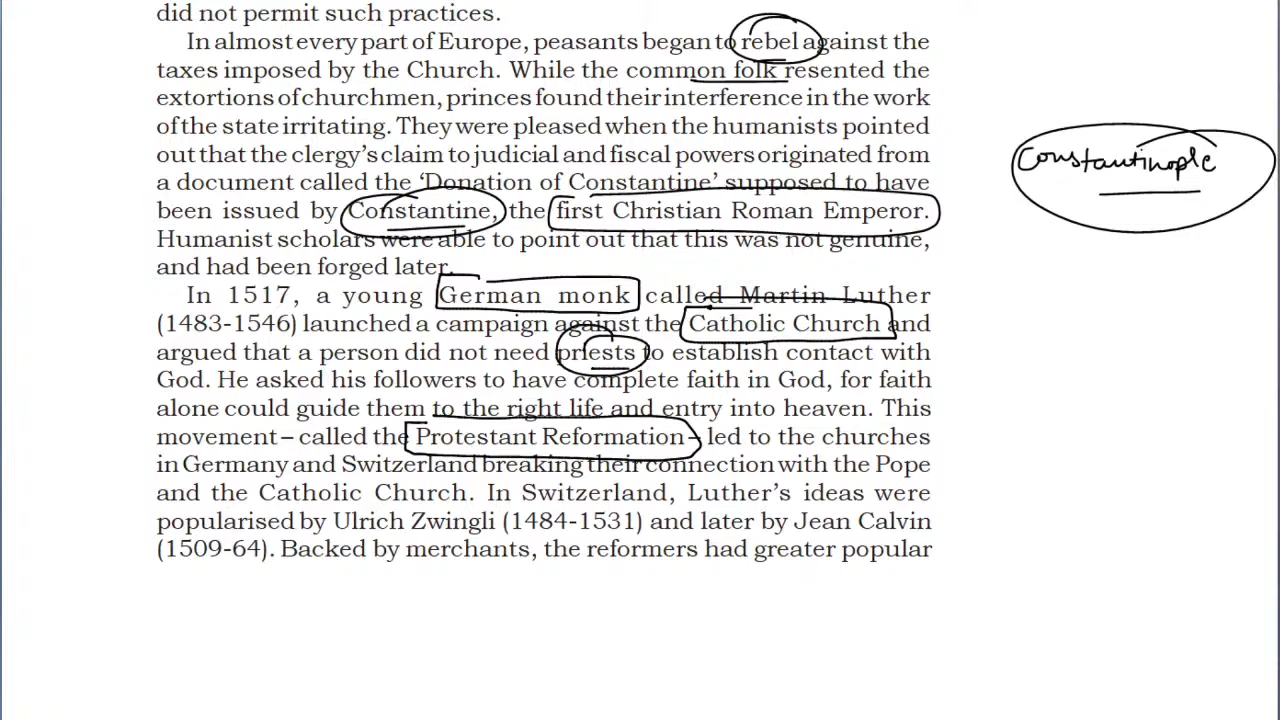 did not permit such practices.
In almost every part of Europe, peasants began to rebel against the
taxes imposed by the Church. While the common folk resented the
extortions of churchmen, princes found their interference in the work
of the state irritating. They were pleased when the humanists pointed
out that the clergy's claim to judicial and fiscal powers originated from
a document called the 'Donation of Constantine' supposed to have
been issued by Constantine, the first Christian Roman Emperor.
Humanist scholars were able to point out that this was not genuine,
and had been forged later.
In 1517, a young German monk called Martin Luther
(1483-1546) launched a campaign against the Catholic Church and
argued that a person did not need priests to establish contact with
God. He asked his followers to have complete faith in God, for faith
alone could guide them to the right life and entry into heaven. This
movement – called the Protestant Reformation – led to the churches
in Germany and Switzerland breaking their connection with the Pope
and the Catholic Church. In Switzerland, Luther's ideas were
popularised by Ulrich Zwingli (1484-1531) and later by Jean Calvin
(1509-64). Backed by merchants, the reformers had greater popular
Constantinople